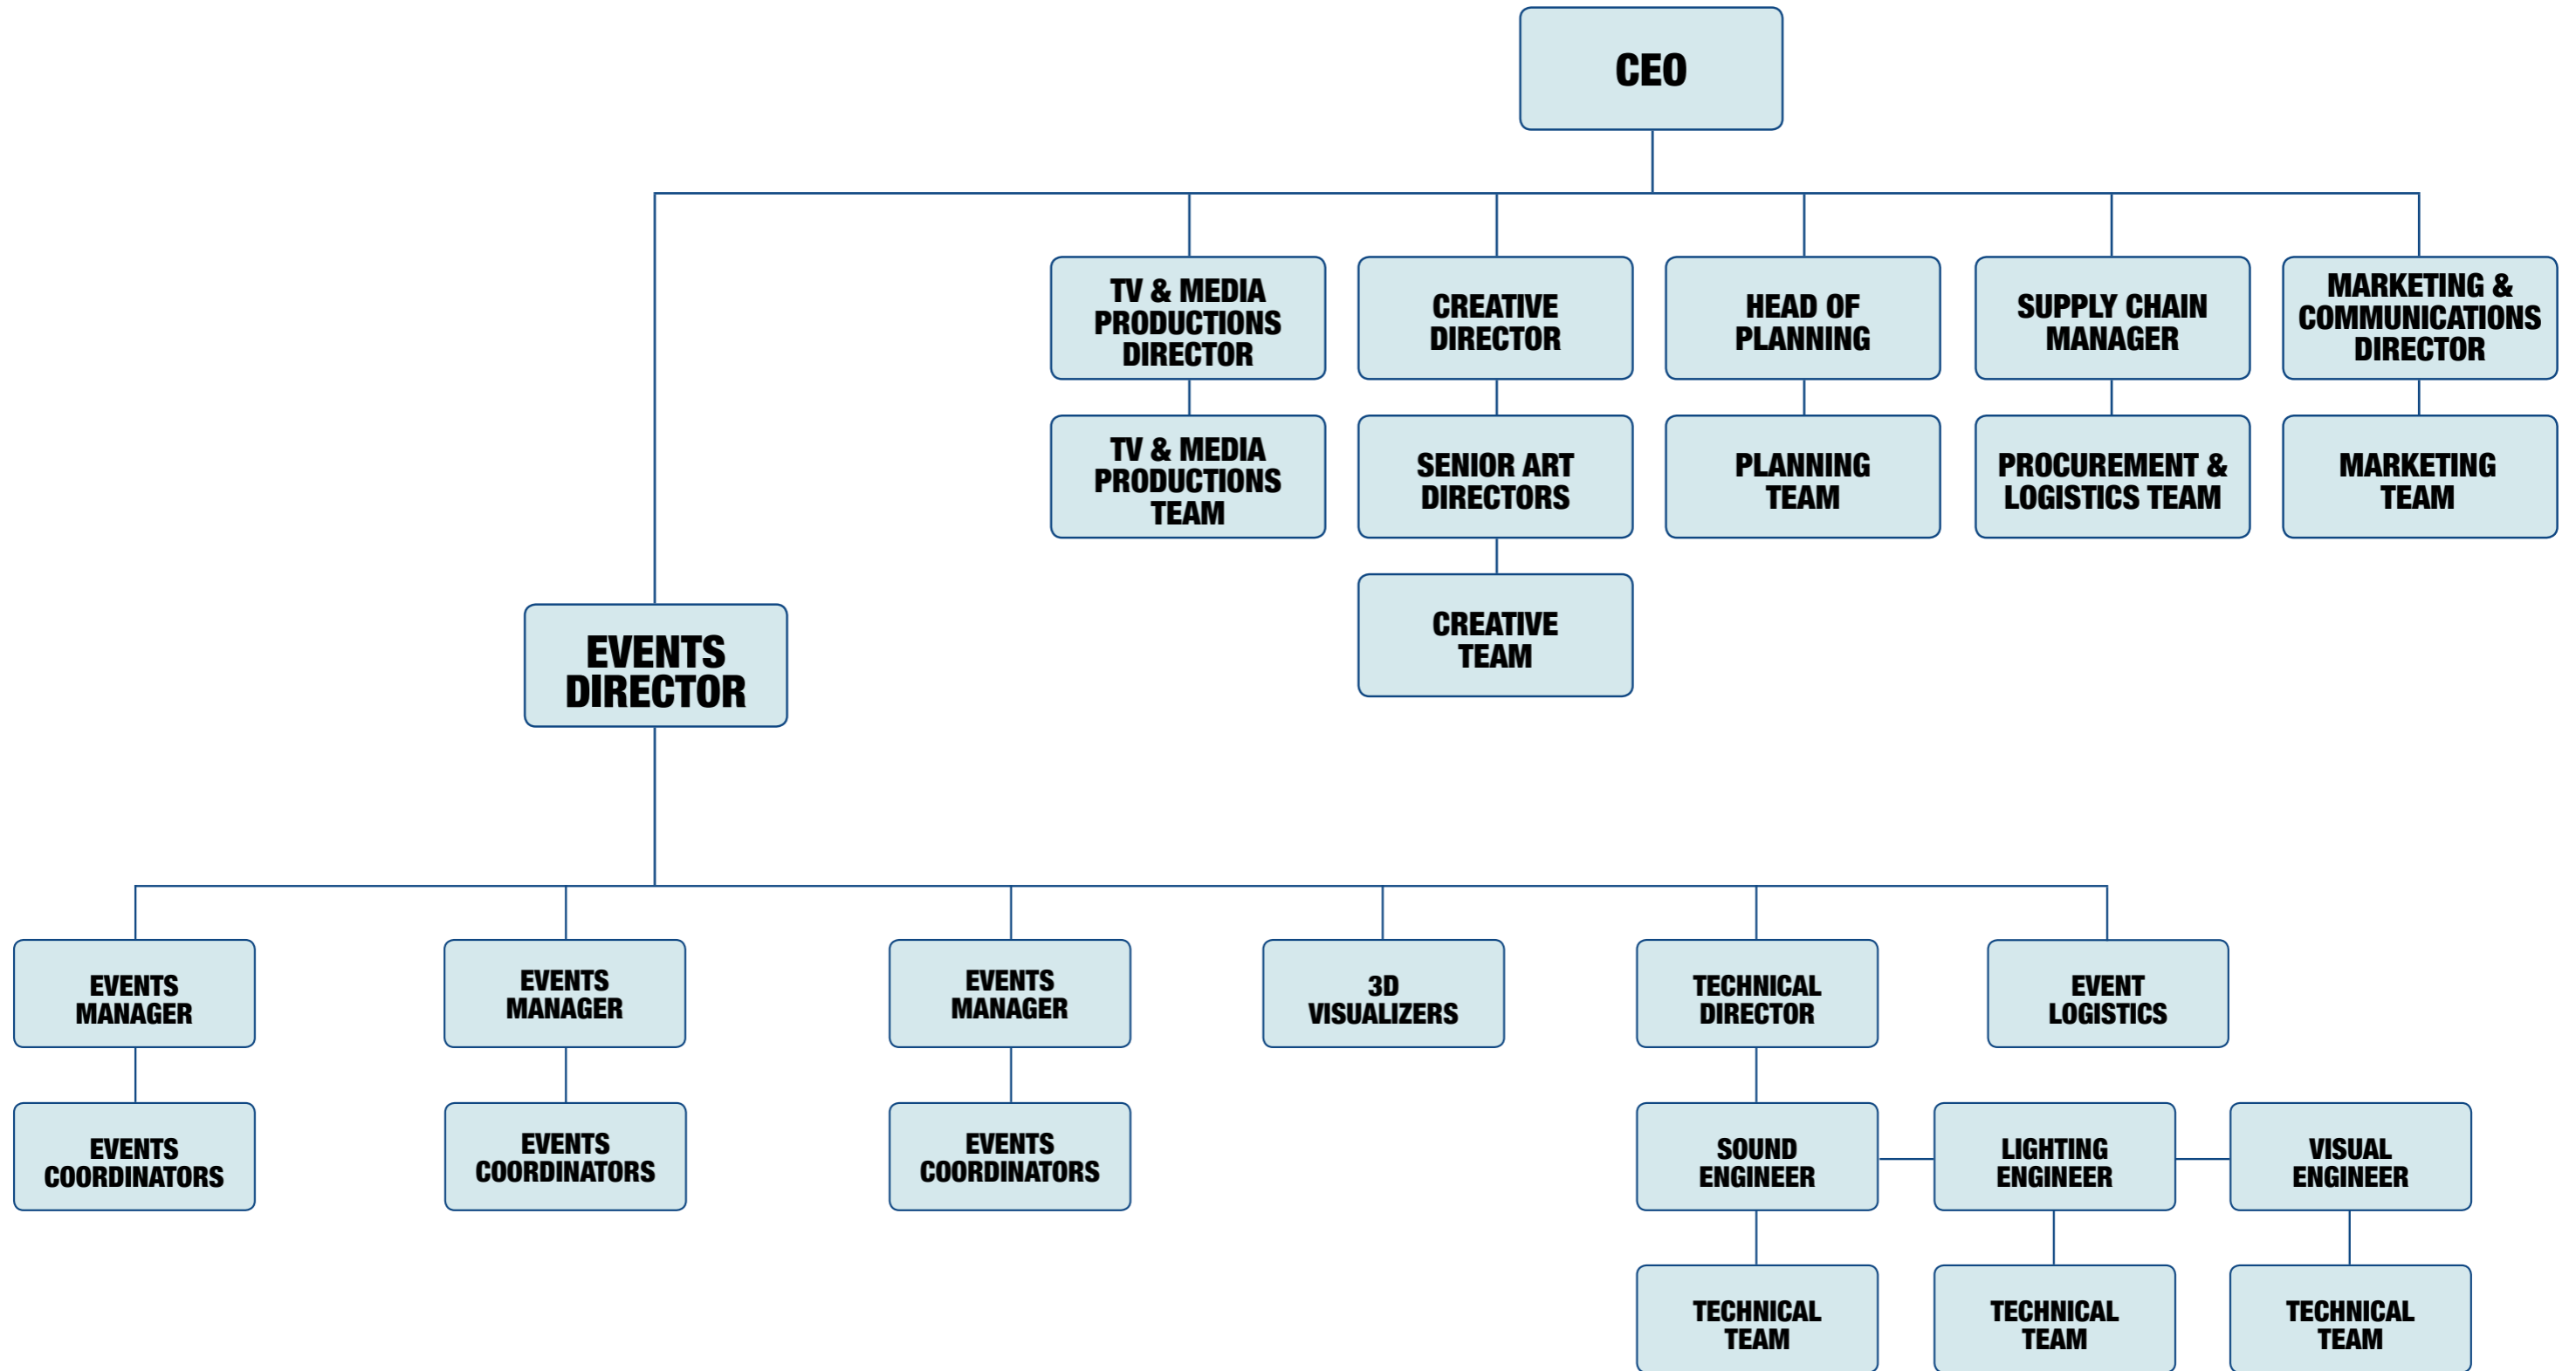 CEO
TV & MEDIA
PRODUCTIONS
DIRECTOR
CREATIVE
DIRECTOR
HEAD OF
PLANNING
SUPPLY CHAIN
MANAGER
MARKETING &
COMMUNICATIONS
DIRECTOR
TV & MEDIA
PRODUCTIONS
TEAM
SENIOR ART
DIRECTORS
PLANNING
TEAM
PROCUREMENT &
LOGISTICS TEAM
MARKETING
TEAM
CREATIVE
TEAM
EVENTS
DIRECTOR
EVENTS
MANAGER
EVENTS
MANAGER
EVENTS
MANAGER
3D
VISUALIZERS
TECHNICAL
DIRECTOR
EVENT
LOGISTICS
EVENTS
COORDINATORS
EVENTS
COORDINATORS
EVENTS
COORDINATORS
SOUND
ENGINEER
LIGHTING
ENGINEER
VISUAL
ENGINEER
TECHNICAL
TEAM
TECHNICAL
TEAM
TECHNICAL
TEAM